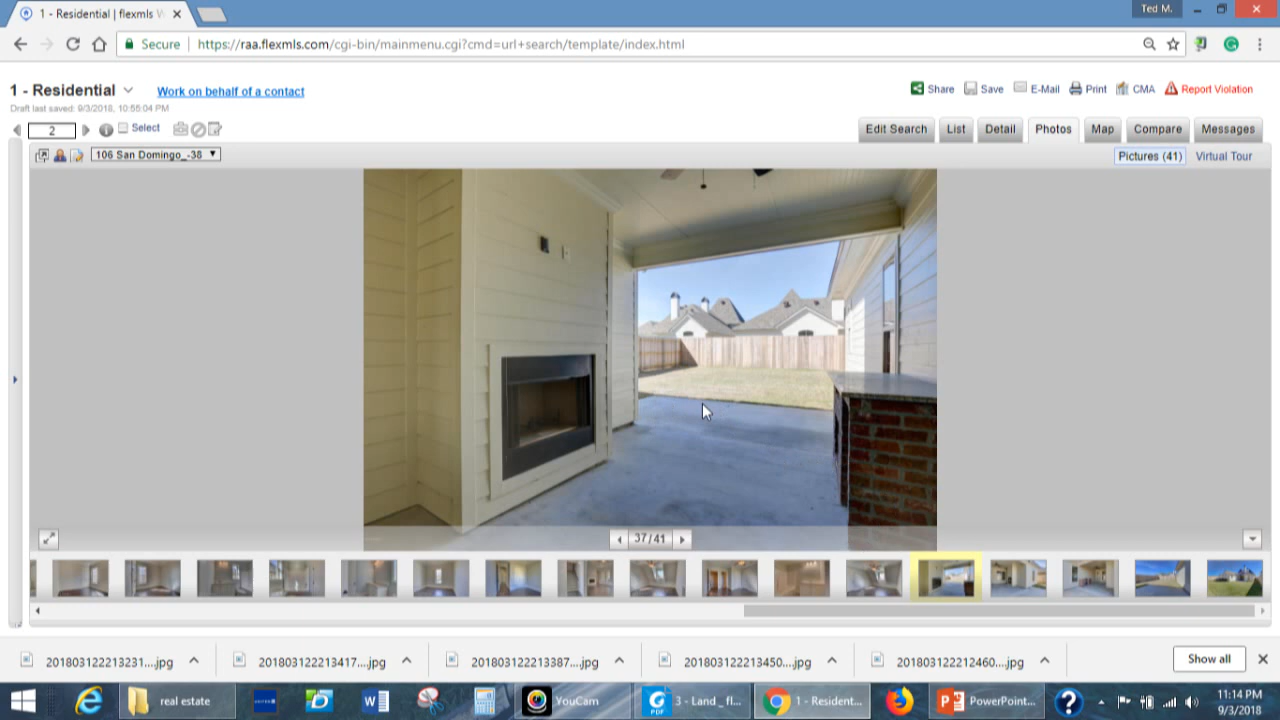 1 - Residential | flexmls W
Ted M.
Secure
https://raa.flexmls.com/cgi-bin/mainmenu.cgi?cmd=url+search/template/index.html
1 - Residential
Work on behalf of a contact
Share Save E-Mail Print CMA Report Violation
Draft last saved: 9/3/2018, 10:55:04 PM
2 Select
Edit Search List Detail Photos Map Compare Messages
106 San Domingo_-38
Pictures (41) Virtual Tour
37/41
201803122213231....jpg
201803122213417....jpg
201803122213387....jpg
201803122213450....jpg
201803122212460....jpg
Show all
real estate
YouCam
3 - Land _ fl...
1 - Resident...
PowerPoint...
11:14 PM
9/3/2018